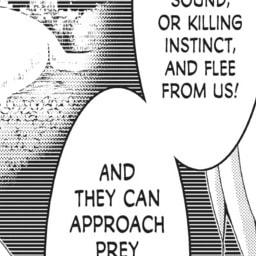 SOUND,
OR KILLING
INSTINCT,
AND FLEE
FROM US!
AND
THEY CAN
APPROACH
PREY